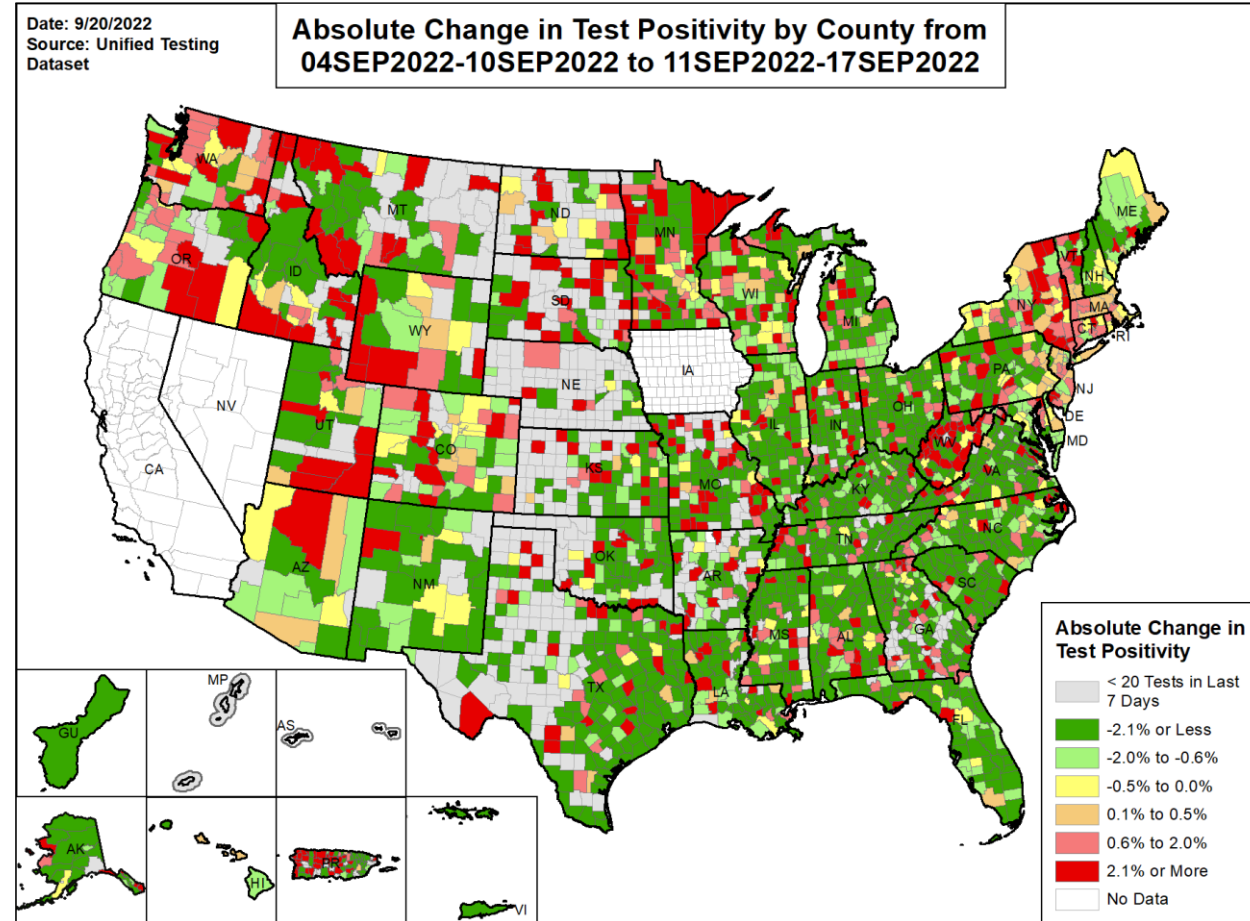 Date: 9/20/2022
Source: Unified Testing
Dataset
Absolute Change in Test Positivity by County from
04SEP2022-10SEP2022 to 11SEP2022-17SEP2022
WA
MT
ND
MN
ME
OR
ID
SD
WI
MI
NY
VT
NH
MA
CT
RI
WY
NE
IA
PA
NJ
NV
UT
CO
IL
IN
OH
DE
MD
WV
VA
CA
KS
MO
KY
AZ
NM
OK
AR
TN
NC
SC
MS
AL
GA
TX
LA
FL
GU
MP
AS
AK
HI
PR
VI
Absolute Change in
Test Positivity
< 20 Tests in Last
7 Days
-2.1% or Less
-2.0% to -0.6%
-0.5% to 0.0%
0.1% to 0.5%
0.6% to 2.0%
2.1% or More
No Data